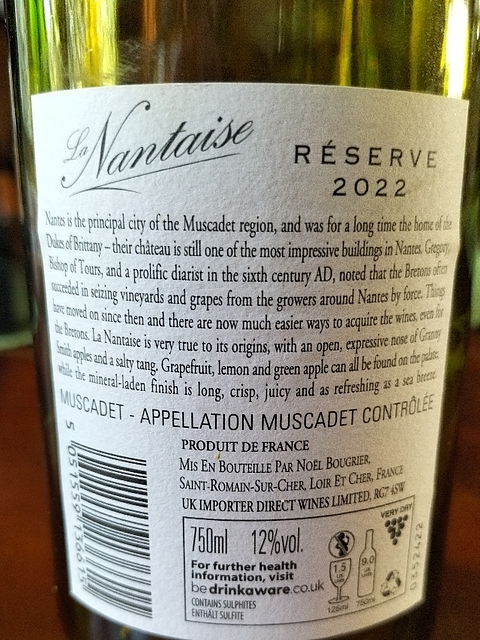 La Nantaise
RÉSERVE
2022
Nantes is the principal city of the Muscadet region, and was for a long time the home of the
Dukes of Brittany – their château is still one of the most impressive buildings in Nantes. Gregory,
Bishop of Tours, and a prolific diarist in the sixth century AD, noted that the Bretons often
succeeded in seizing vineyards and grapes from the growers around Nantes by force. Things
have moved on since then and there are now much easier ways to acquire the wines, even for
the Bretons. La Nantaise is very true to its origins, with an open, expressive nose of Granny
Smith apples and a salty tang. Grapefruit, lemon and green apple can all be found on the palate,
while the mineral-laden finish is long, crisp, juicy and as refreshing as a sea breeze.
MUSCADET - APPELLATION MUSCADET CONTRÔLÉE
PRODUIT DE FRANCE
MIS EN BOUTEILLE PAR NOËL BOUGRIER,
SAINT-ROMAIN-SUR-CHER, LOIR ET CHER, FRANCE
UK IMPORTER DIRECT WINES LIMITED, RG7 4SW
VERY DRY
750ml 12%vol.
For further health
information, visit
bedrinkaware.co.uk
CONTAINS SULPHITES
ENTHÄLT SULFITE
1.5
UK UNITS
125ml
9.0
UK UNITS
750ml
0352422